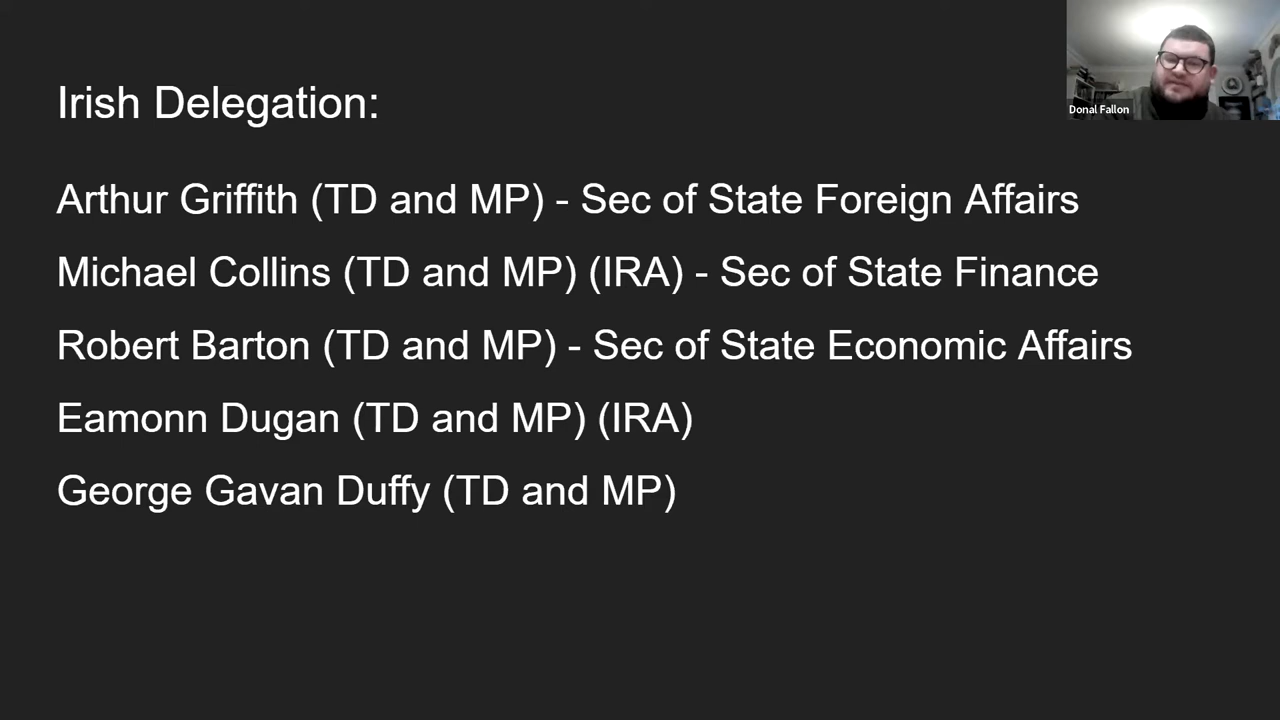 Donal Fallon
Irish Delegation:
Arthur Griffith (TD and MP) - Sec of State Foreign Affairs
Michael Collins (TD and MP) (IRA) - Sec of State Finance
Robert Barton (TD and MP) - Sec of State Economic Affairs
Eamonn Dugan (TD and MP) (IRA)
George Gavan Duffy (TD and MP)